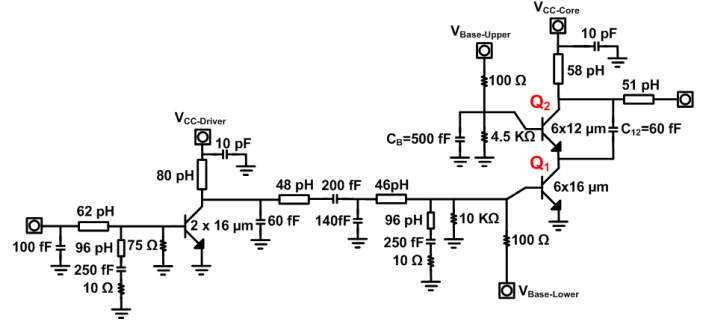 V_CC-Core
V_Base-Upper
10 pF
58 pH
100 Ω
51 pH
Q₂
V_CC-Driver
C_B=500 fF
4.5 KΩ
6x12 µm
C₁₂=60 fF
10 pF
Q₁
80 pH
200 fF
48 pH
46pH
6x16 µm
62 pH
2 x 16 µm
60 fF
140fF
96 pH
10 KΩ
100 fF
96 pH
75 Ω
250 fF
100 Ω
250 fF
10 Ω
10 Ω
V_Base-Lower